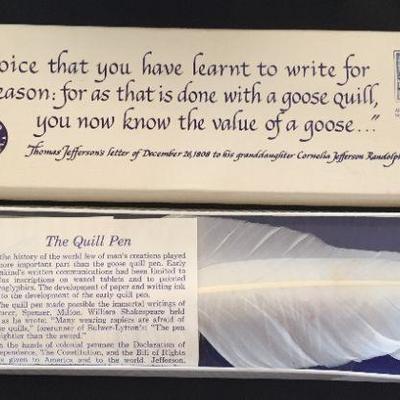 oice that you have learnt to write for
eason: for as that is done with a goose quill,
you now know the value of a goose..."
Thomas Jefferson's letter of December 26, 1808 to his granddaughter Cornelia Jefferson Randolph
The Quill Pen
the history of the world few of man's creations played
more important part than the goose quill pen. Early
nkind's written communications had been limited to
lus inscriptions on waxed tablets and to painted
oglyphics. The development of paper and writing ink
to the development of the early quill pen.
the quill pen made possible the immortal writings of
ucer, Spenser, Milton. William Shakespeare held
as he wrote: "Many wearing rapiers are afraid of
e quills," forerunner of Bulwer-Lytton's: "The pen
ightier than the sword."
n the hands of colonial penmen the Declaration of
ependence, The Constitution, and the Bill of Rights
e given to America and to the world. Jefferson,